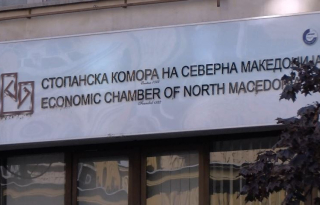 СТОПАНСКА КОМОРА НА СЕВЕРНА МАКЕДОНИЈА
ECONOMIC CHAMBER OF NORTH MACEDO